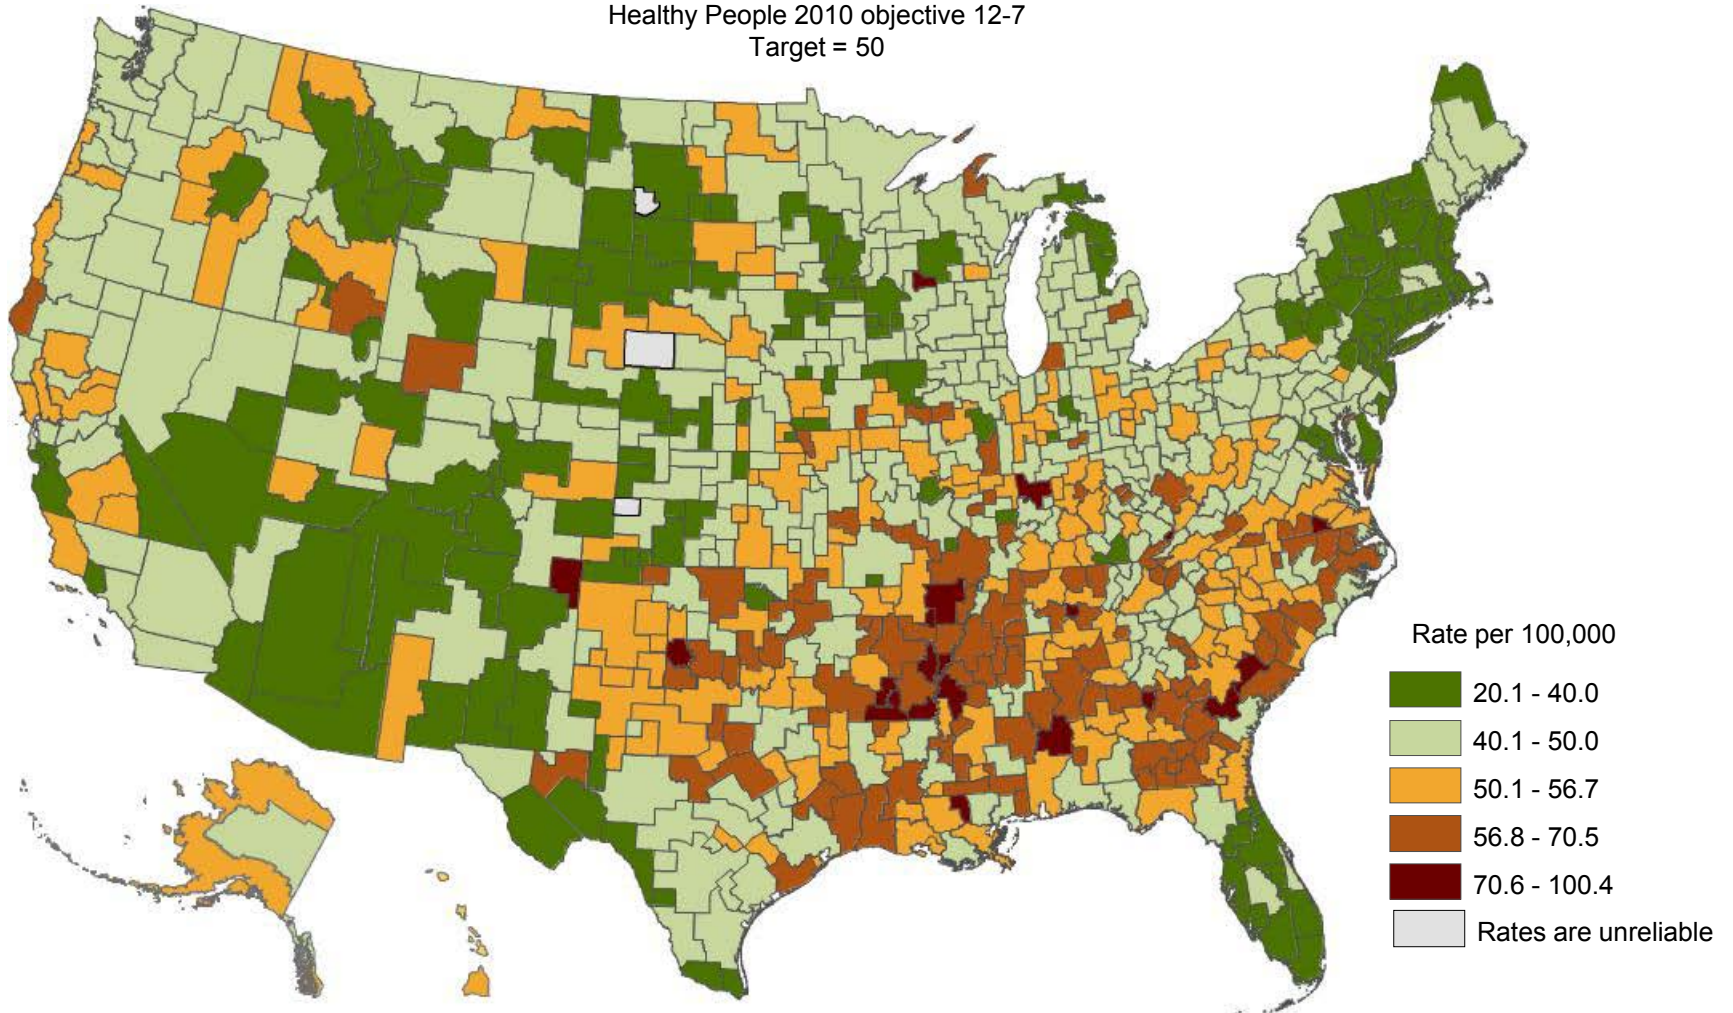 Healthy People 2010 objective 12-7
Target = 50
Rate per 100,000
20.1 - 40.0
40.1 - 50.0
50.1 - 56.7
56.8 - 70.5
70.6 - 100.4
Rates are unreliable